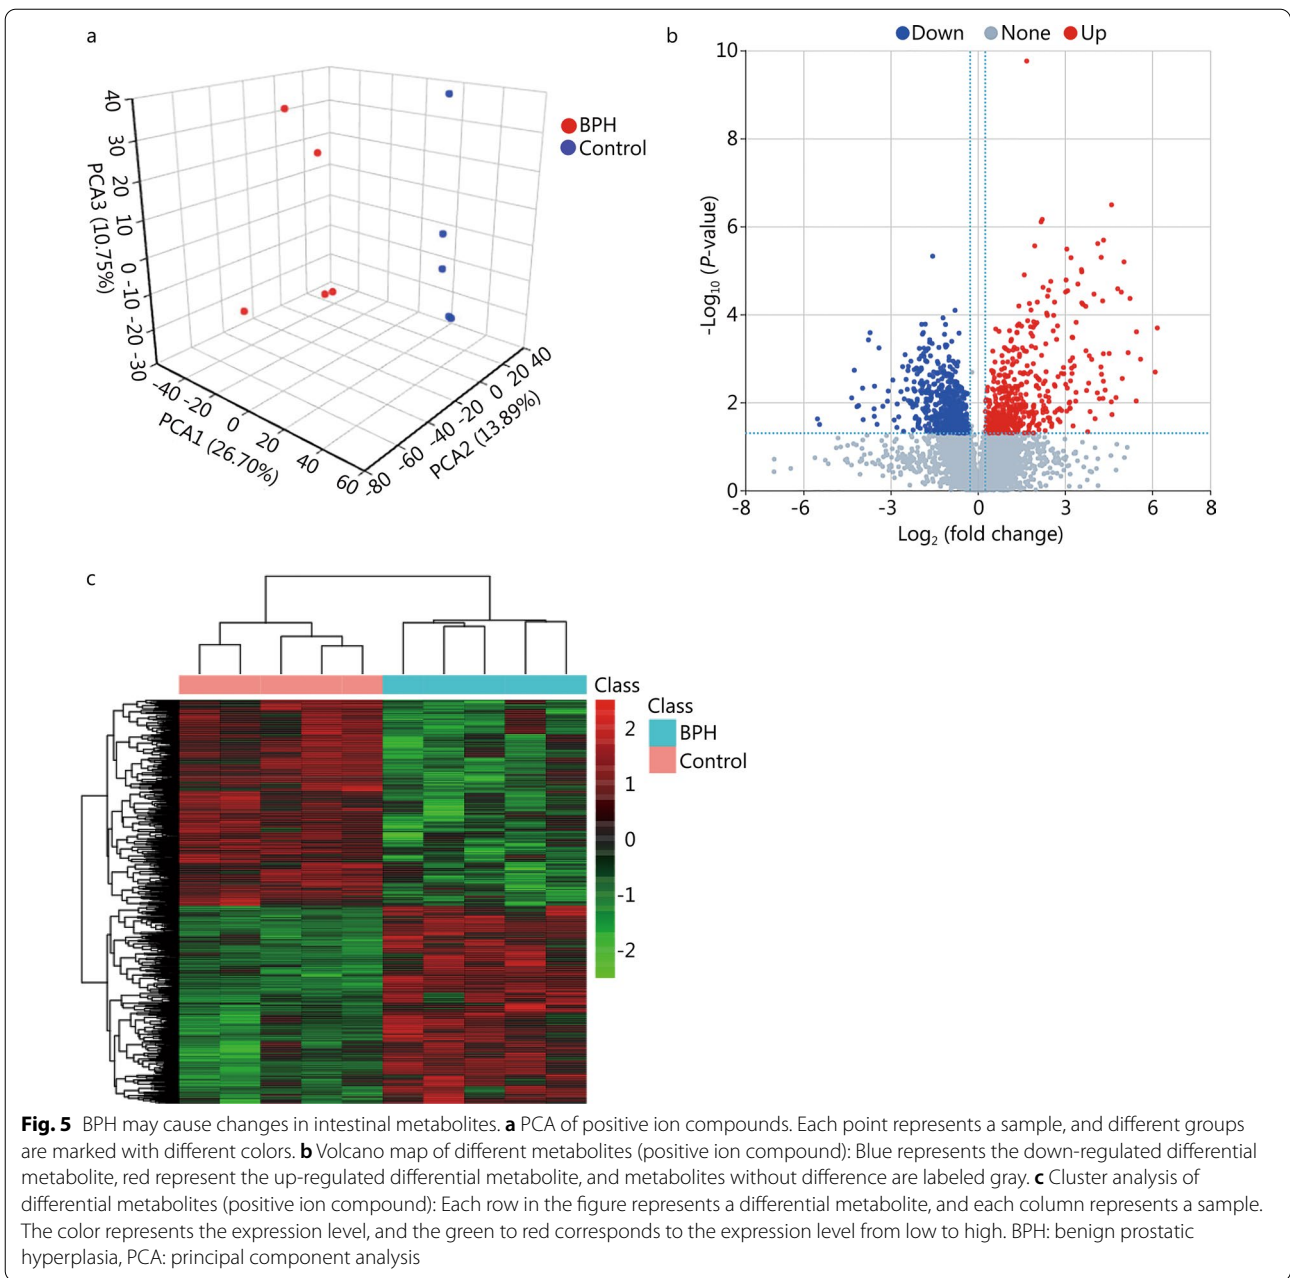 a
40
30
20
10
0
-10
-20
-30
PCA3 (10.75%)
-40
-20
0
20
40
60
PCA1 (26.70%)
-80
-60
-40
-20
0
20
40
PCA2 (13.89%)
BPH
Control
b
Down None Up
10
8
6
4
2
0
-Log10 (P-value)
-8 -6 -3 0 3 6 8
Log2 (fold change)
c
Class
2
1
0
-1
-2
Class
BPH
Control
Fig. 5 BPH may cause changes in intestinal metabolites. a PCA of positive ion compounds. Each point represents a sample, and different groups
are marked with different colors. b Volcano map of different metabolites (positive ion compound): Blue represents the down-regulated differential
metabolite, red represent the up-regulated differential metabolite, and metabolites without difference are labeled gray. c Cluster analysis of
differential metabolites (positive ion compound): Each row in the figure represents a differential metabolite, and each column represents a sample.
The color represents the expression level, and the green to red corresponds to the expression level from low to high. BPH: benign prostatic
hyperplasia, PCA: principal component analysis